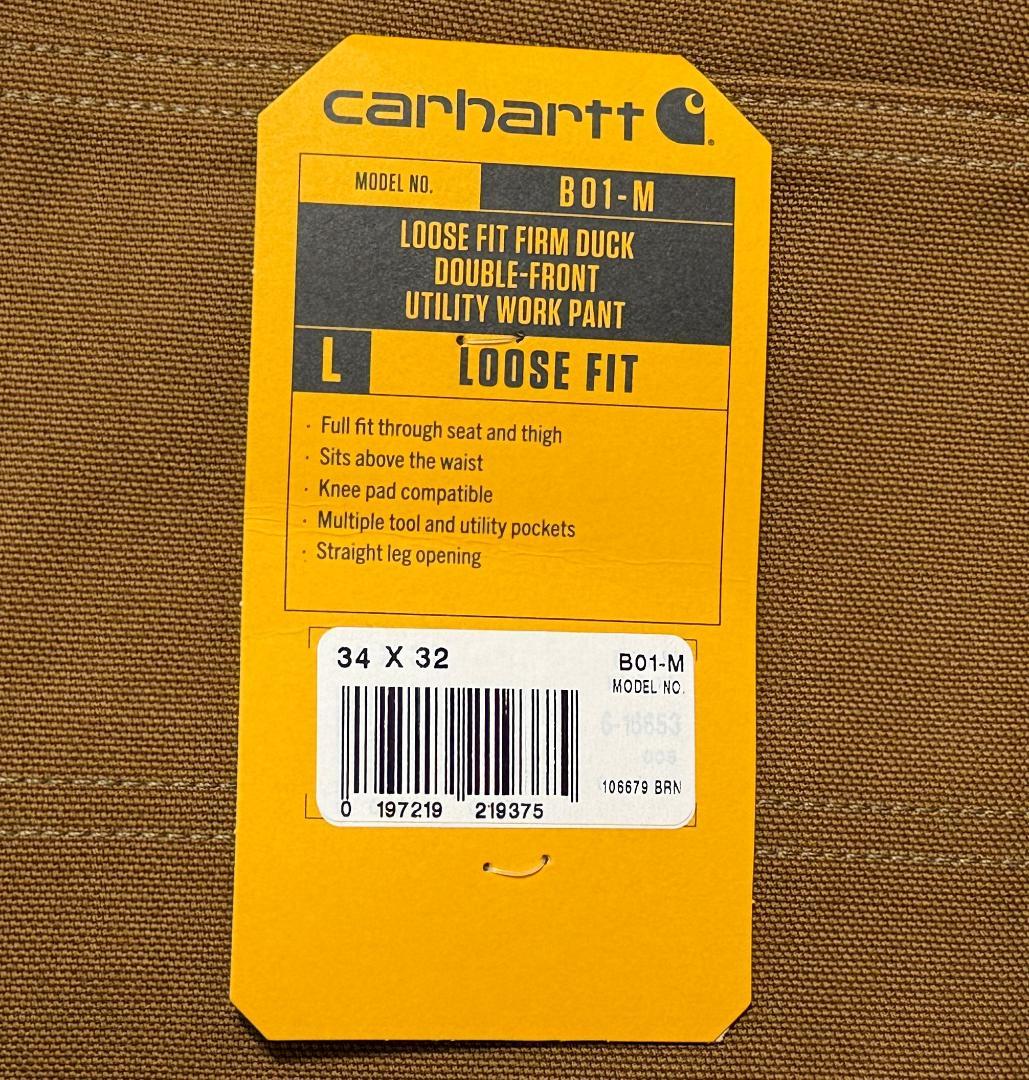 carhartt
MODEL NO. B01-M
LOOSE FIT FIRM DUCK
DOUBLE-FRONT
UTILITY WORK PANT
L LOOSE FIT
· Full fit through seat and thigh
· Sits above the waist
· Knee pad compatible
· Multiple tool and utility pockets
· Straight leg opening
34 X 32 B01-M
MODEL NO.
106679 BRN
0 197219 219375